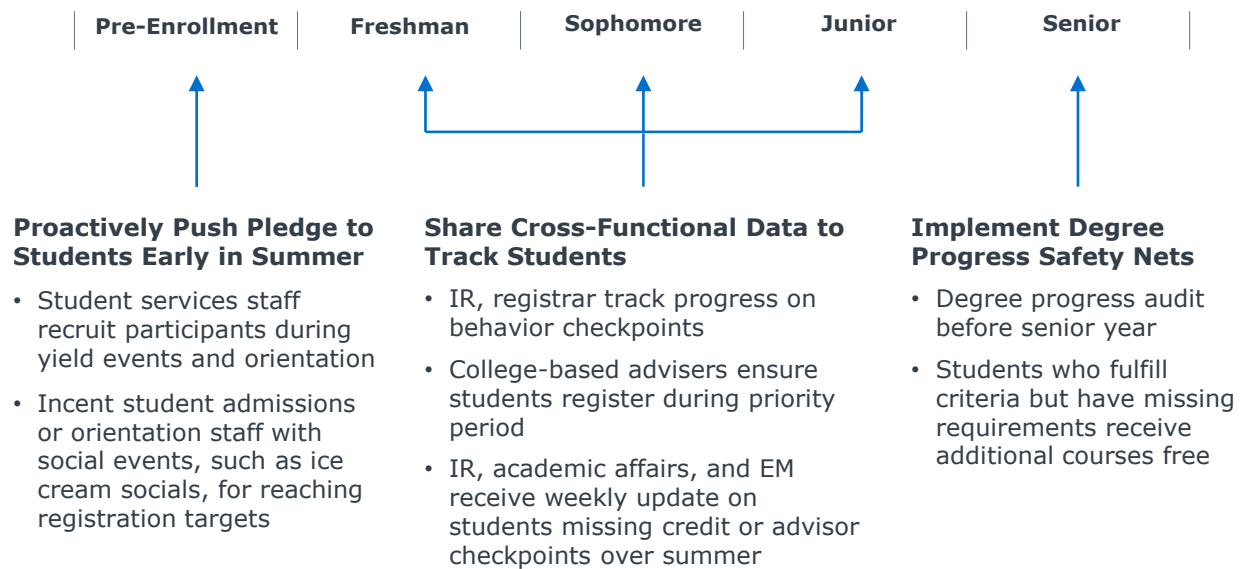 Pre-Enrollment Freshman Sophomore Junior Senior
Proactively Push Pledge to
Students Early in Summer
• Student services staff
recruit participants during
yield events and orientation
• Incent student admissions
or orientation staff with
social events, such as ice
cream socials, for reaching
registration targets
Share Cross-Functional Data to
Track Students
• IR, registrar track progress on
behavior checkpoints
• College-based advisers ensure
students register during priority
period
• IR, academic affairs, and EM
receive weekly update on
students missing credit or advisor
checkpoints over summer
Implement Degree
Progress Safety Nets
• Degree progress audit
before senior year
• Students who fulfill
criteria but have missing
requirements receive
additional courses free